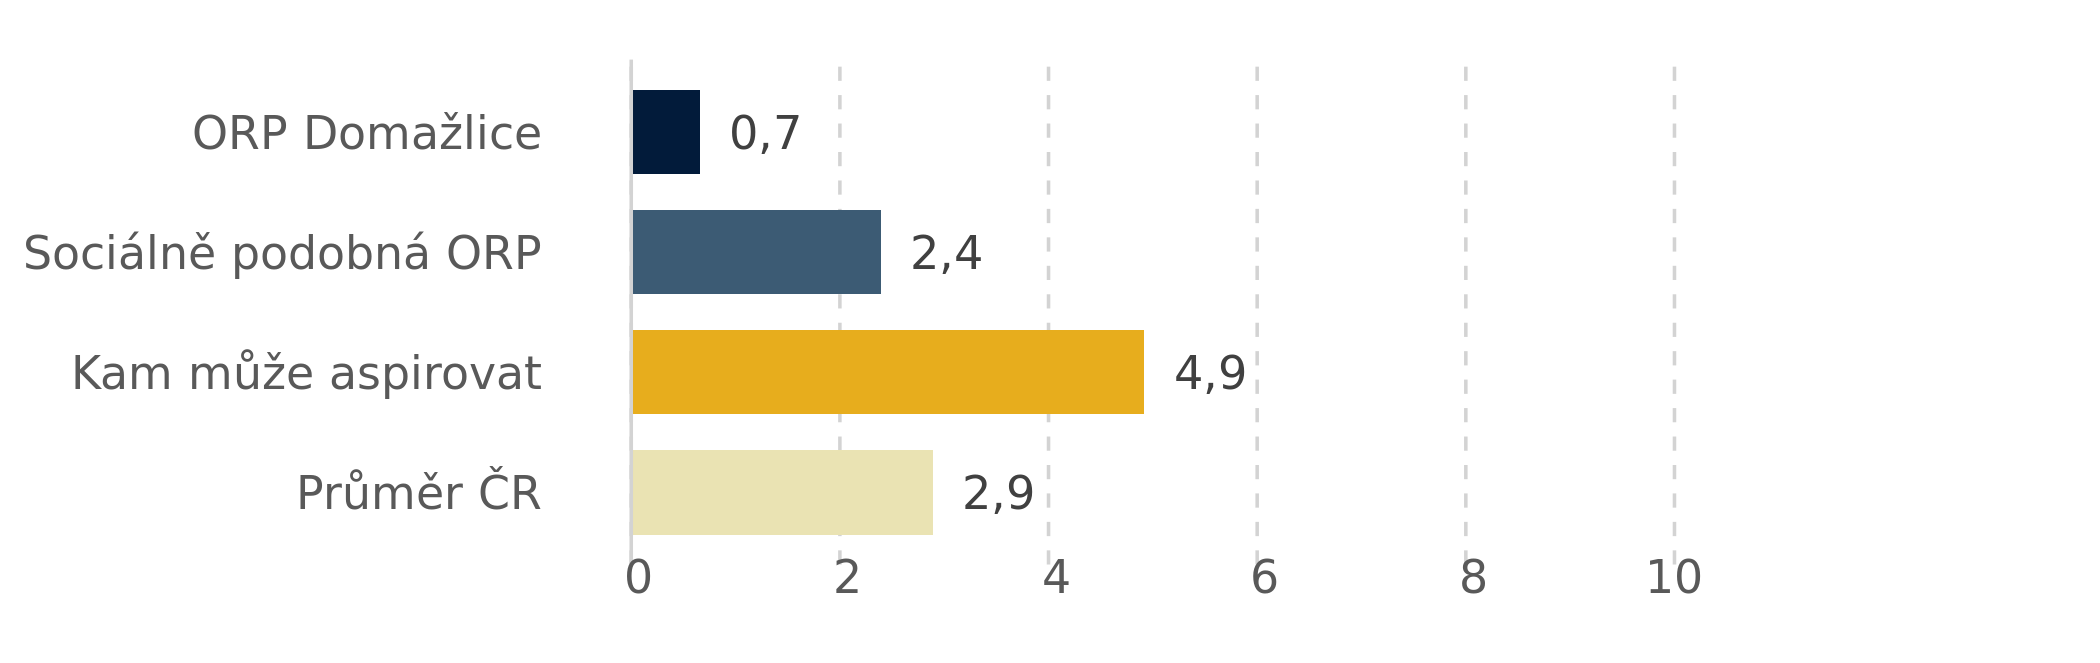 ORP Domažlice 0,7
Sociálně podobná ORP 2,4
Kam může aspirovat 4,9
Průměr ČR 2,9
0 2 4 6 8 10